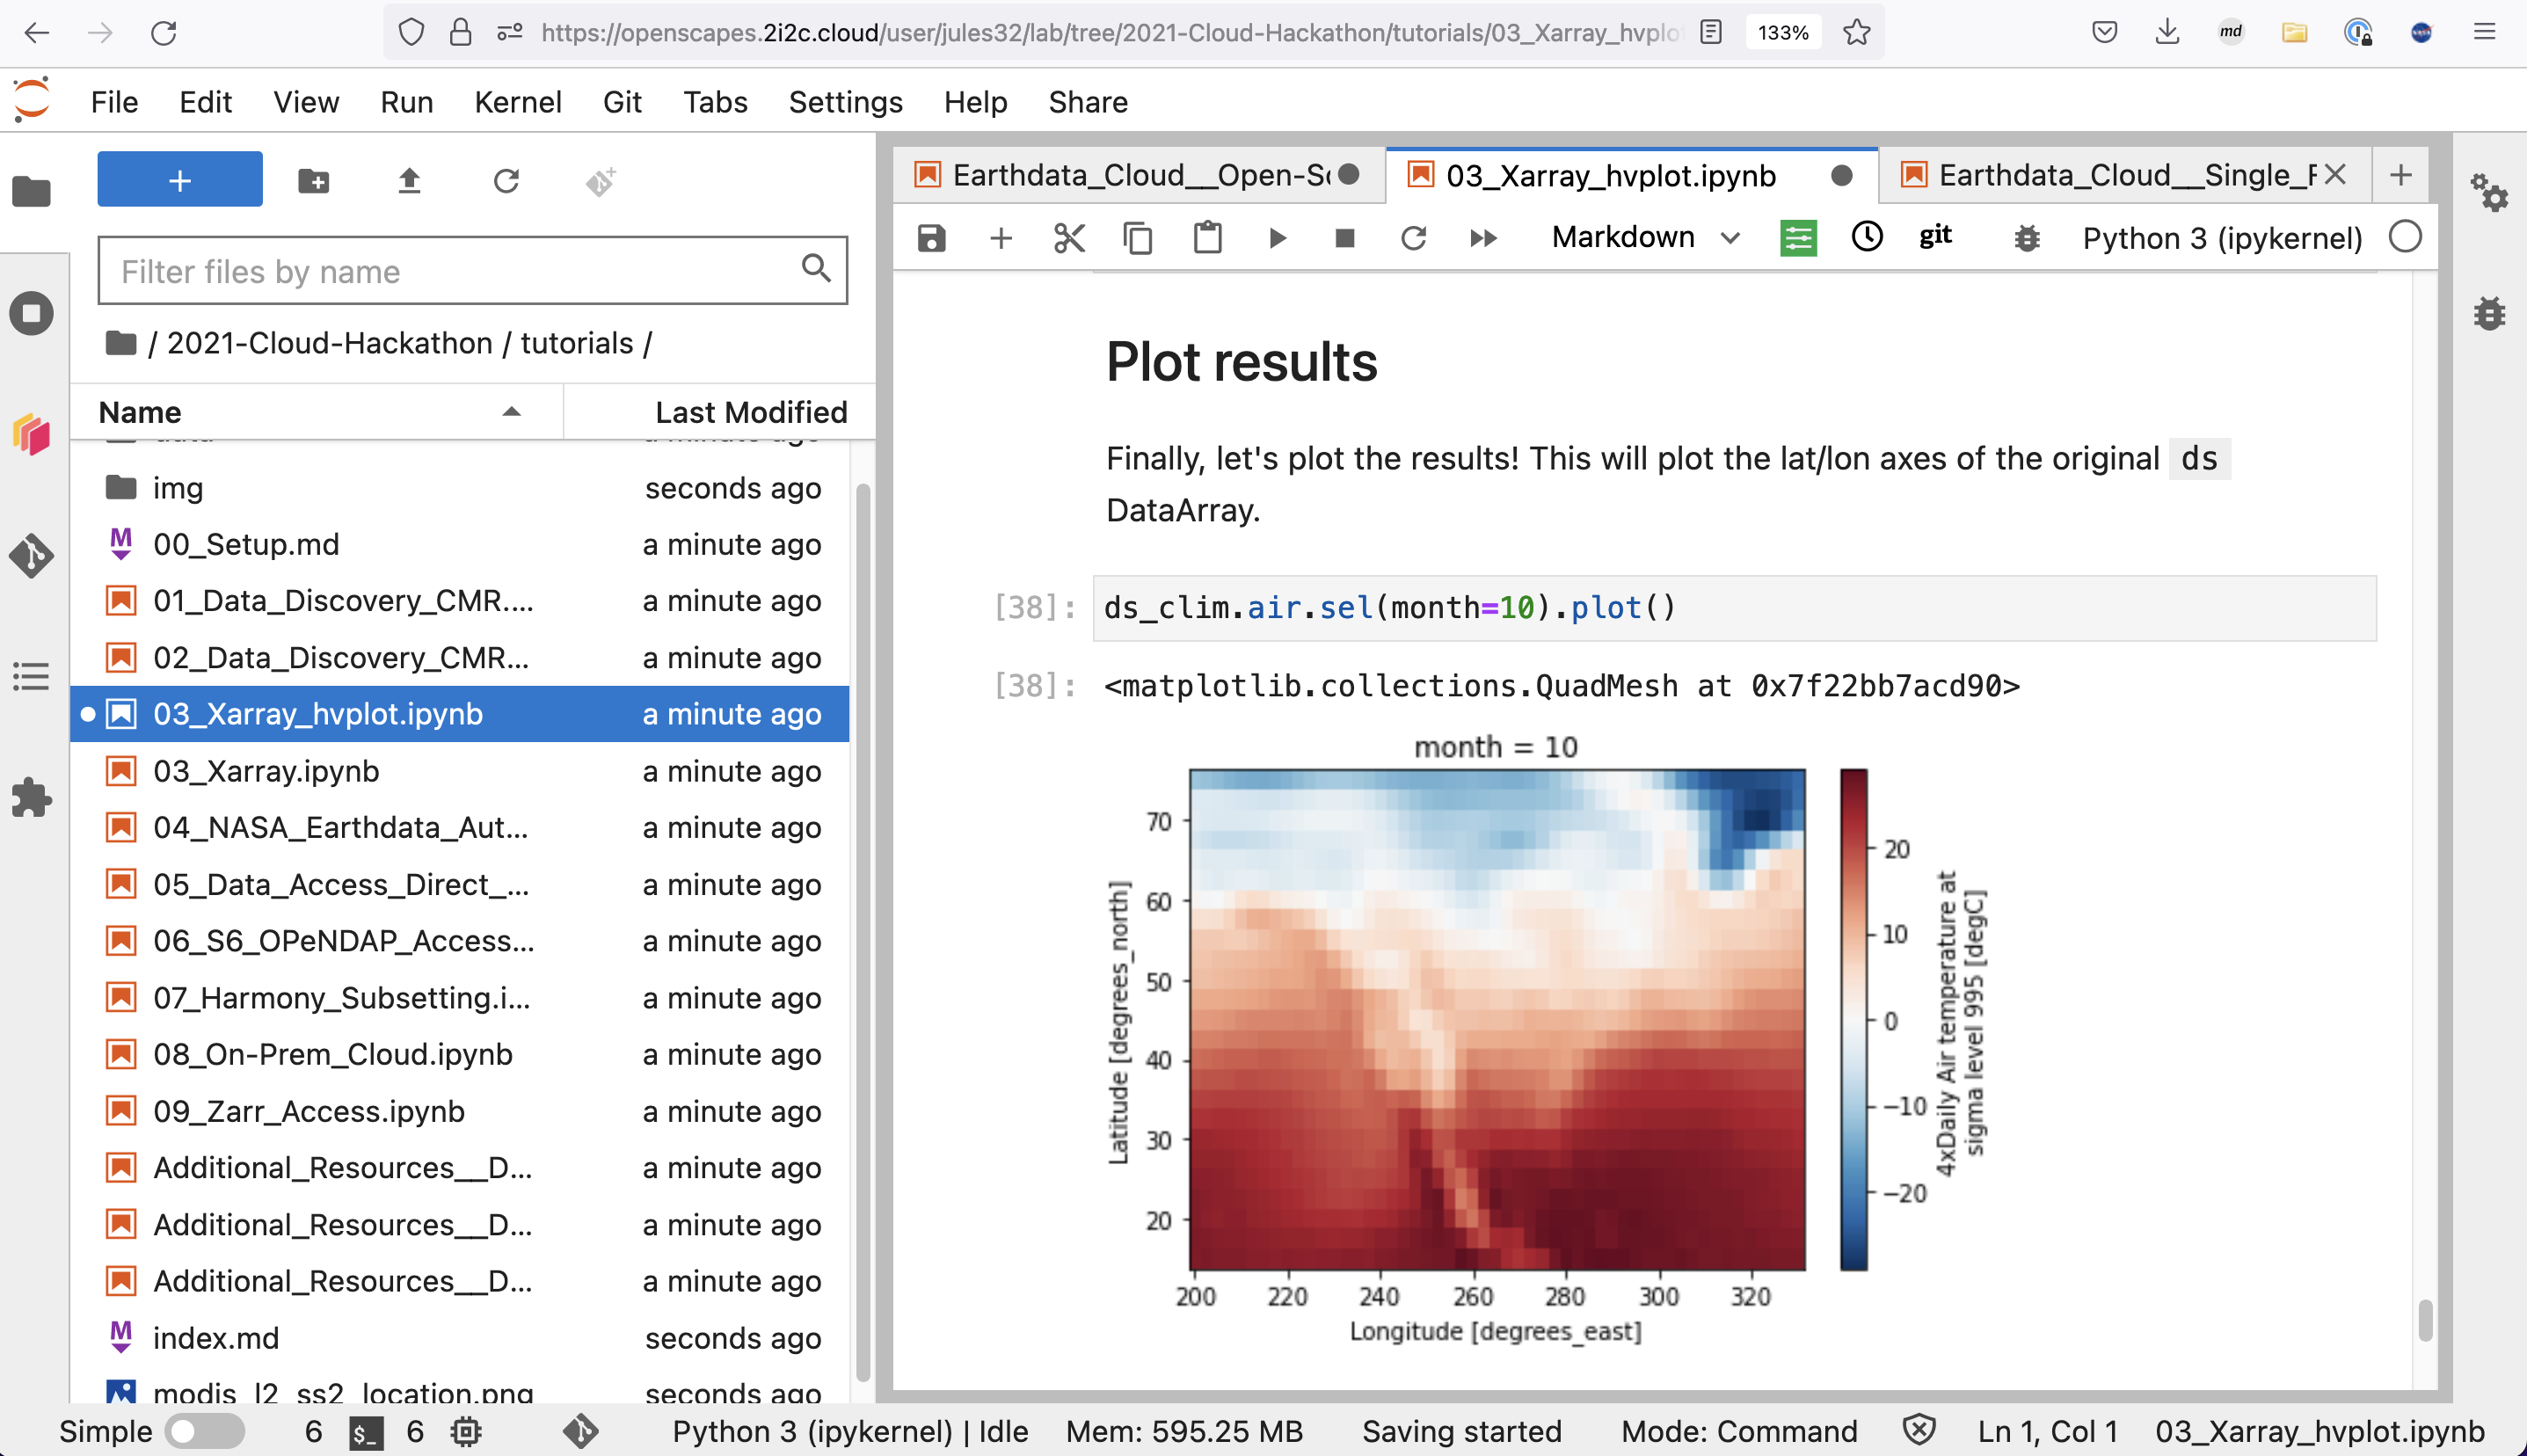 https://openscapes.2i2c.cloud/user/jules32/lab/tree/2021-Cloud-Hackathon/tutorials/03_Xarray_hvplo
133%
md
File Edit View Run Kernel Git Tabs Settings Help Share
Earthdata_Cloud__Open-Sc
03_Xarray_hvplot.ipynb
Earthdata_Cloud__Single_F
Filter files by name
/ 2021-Cloud-Hackathon / tutorials /
Name Last Modified
data a minute ago
img seconds ago
00_Setup.md a minute ago
01_Data_Discovery_CMR.... a minute ago
02_Data_Discovery_CMR... a minute ago
03_Xarray_hvplot.ipynb a minute ago
03_Xarray.ipynb a minute ago
04_NASA_Earthdata_Aut... a minute ago
05_Data_Access_Direct_... a minute ago
06_S6_OPeNDAP_Access... a minute ago
07_Harmony_Subsetting.i... a minute ago
08_On-Prem_Cloud.ipynb a minute ago
09_Zarr_Access.ipynb a minute ago
Additional_Resources__D... a minute ago
Additional_Resources__D... a minute ago
Additional_Resources__D... a minute ago
index.md seconds ago
modis_l2_ss2_location.png seconds ago
Markdown
git
Python 3 (ipykernel)
Plot results
Finally, let's plot the results! This will plot the lat/lon axes of the original ds
DataArray.
[38]: ds_clim.air.sel(month=10).plot()
[38]: <matplotlib.collections.QuadMesh at 0x7f22bb7acd90>
month = 10
70
60
50
40
30
20
Latitude [degrees_north]
200 220 240 260 280 300 320
Longitude [degrees_east]
20
10
0
−10
−20
4xDaily Air temperature at
sigma level 995 [degC]
Simple 6 $_ 6 Python 3 (ipykernel) | Idle Mem: 595.25 MB Saving started Mode: Command Ln 1, Col 1 03_Xarray_hvplot.ipynb